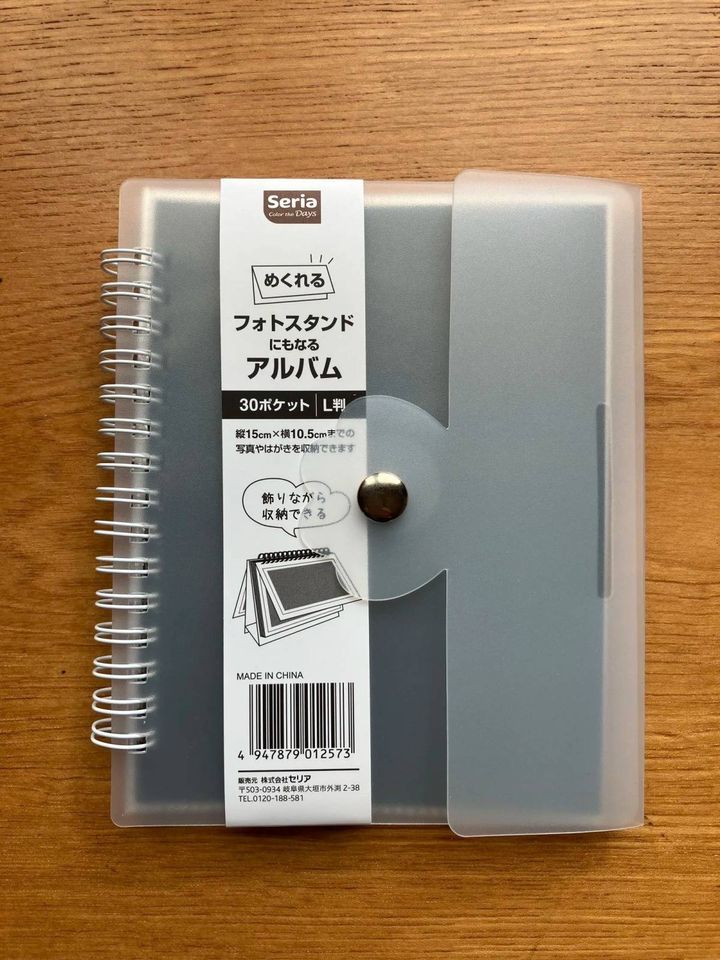 Seria
Color the Days
めくれる
フォトスタンド
にもなる
アルバム
30ポケット L判
縦15cm×横10.5cmまでの
写真やはがきを収納できます
飾りながら
収納できる
MADE IN CHINA
4 947879 012573
販売元 株式会社セリア
〒503-0934 岐阜県大垣市外渕 2-38
TEL.0120-188-581